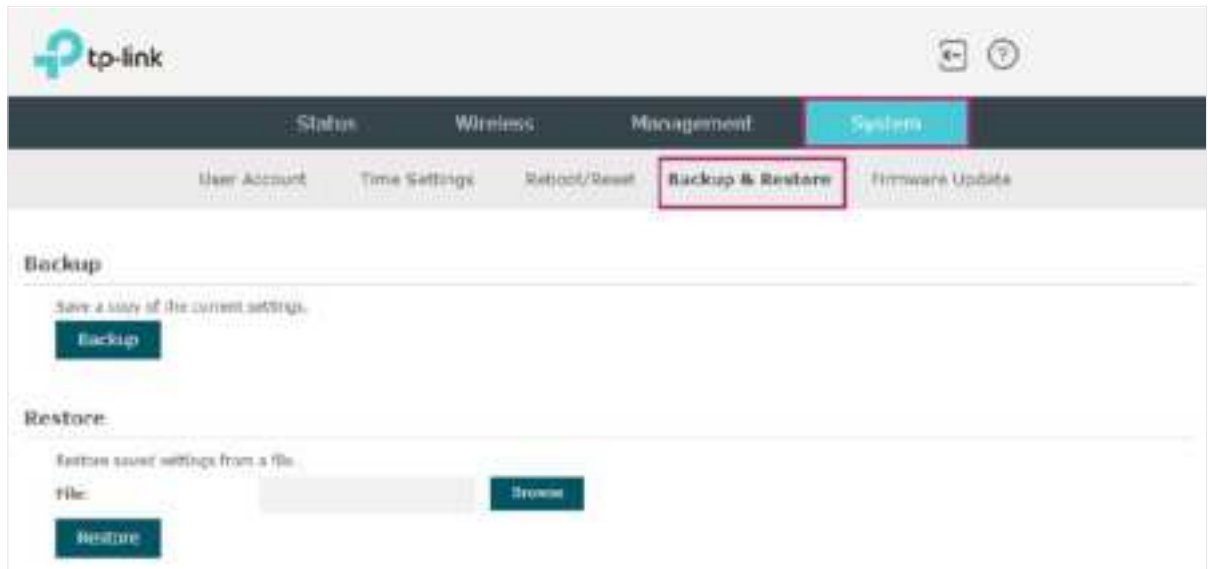 tp-link
Status Wireless Management System
User Account Time Settings Reboot/Reset Backup & Restore Firmware Update
Backup
Save a copy of the current settings.
Backup
Restore
Restore saved settings from a file.
File: Browse
Restore